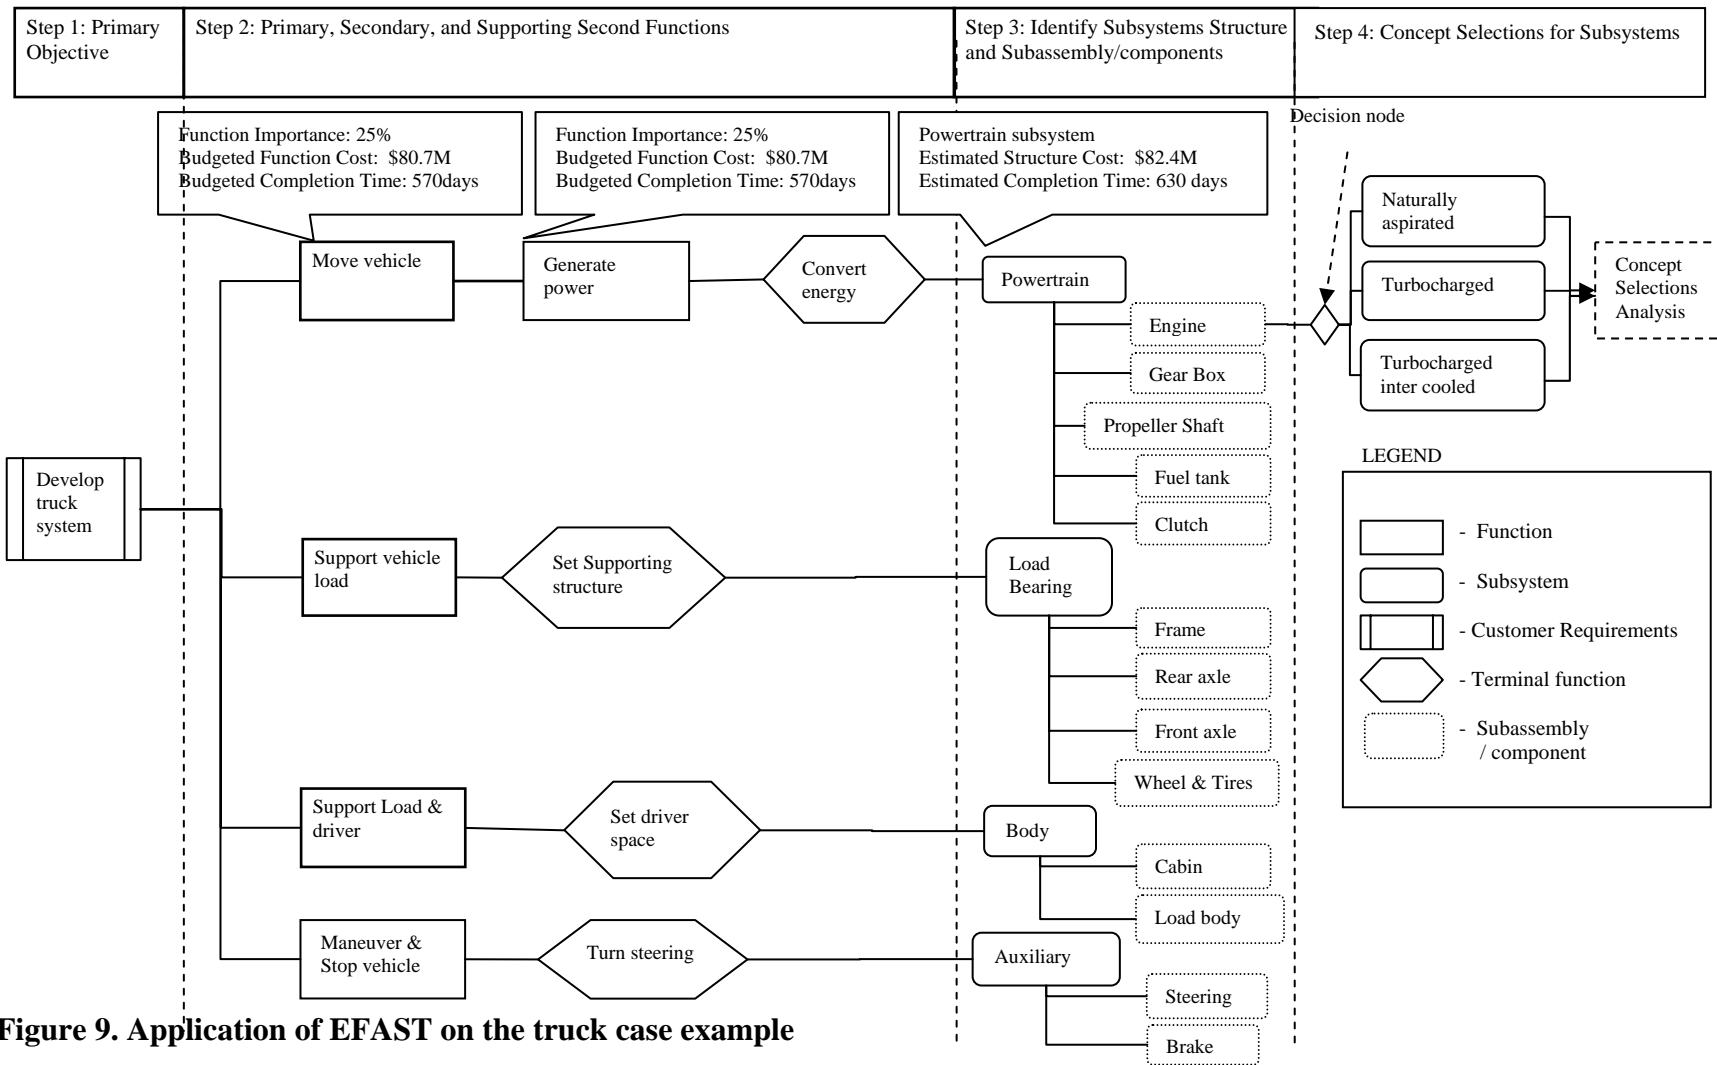 Step 1: Primary
Objective
Step 2: Primary, Secondary, and Supporting Second Functions
Step 3: Identify Subsystems Structure
and Subassembly/components
Step 4: Concept Selections for Subsystems
Function Importance: 25%
Budgeted Function Cost:  $80.7M
Budgeted Completion Time: 570days
Function Importance: 25%
Budgeted Function Cost:  $80.7M
Budgeted Completion Time: 570days
Powertrain subsystem
Estimated Structure Cost:  $82.4M
Estimated Completion Time: 630 days
Decision node
Move vehicle
Generate
power
Convert
energy
Powertrain
Engine
Gear Box
Propeller Shaft
Fuel tank
Clutch
Naturally
aspirated
Turbocharged
Turbocharged
inter cooled
Concept
Selections
Analysis
Develop
truck
system
Support vehicle
load
Set Supporting
structure
Load
Bearing
Frame
Rear axle
Front axle
Wheel & Tires
Support Load &
driver
Set driver
space
Body
Cabin
Load body
Maneuver &
Stop vehicle
Turn steering
Auxiliary
Steering
Brake
LEGEND
- Function
- Subsystem
- Customer Requirements
- Terminal function
- Subassembly
/ component
Figure 9. Application of EFAST on the truck case example